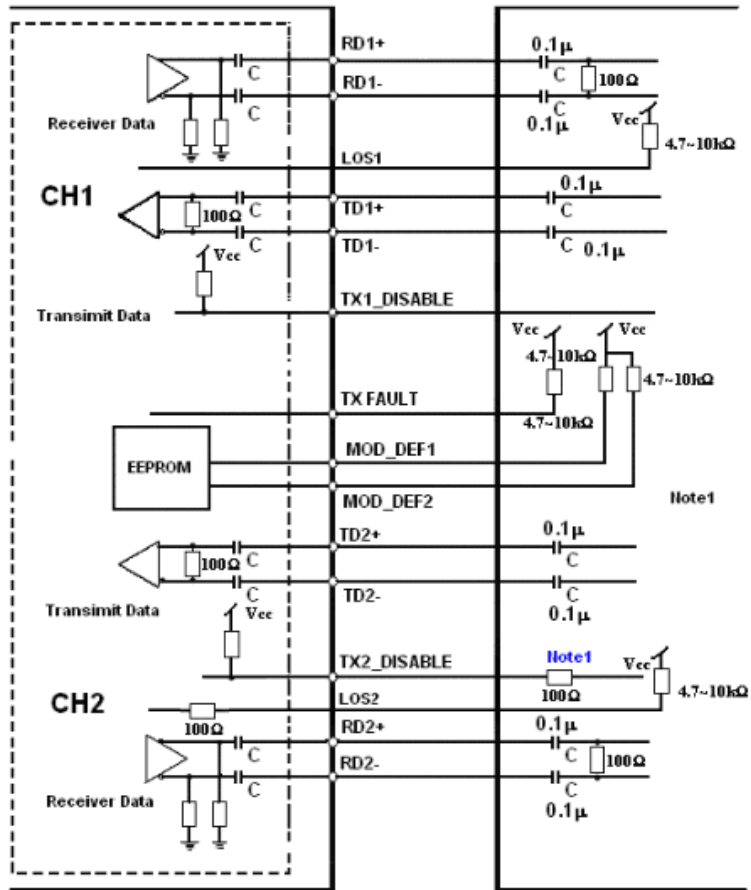 RD1+
0.1μ
C
C
100Ω
RD1-
C
C
0.1μ
Vcc
Receiver Data
4.7~10kΩ
LOS1
CH1
0.1μ
C
TD1+
C
100Ω
C
TD1-
C
0.1μ
Vcc
TX1_DISABLE
Transimit Data
Vcc
Vcc
4.7~10kΩ
4.7~10kΩ
TX FAULT
4.7~10kΩ
EEPROM
MOD_DEF1
MOD_DEF2
Note1
TD2+
0.1μ
C
C
100Ω
C
TD2-
C
0.1μ
Transimit Data
Vcc
TX2_DISABLE
Note1
Vcc
100Ω
4.7~10kΩ
CH2
LOS2
100Ω
RD2+
0.1μ
C
C
100Ω
RD2-
C
C
0.1μ
Receiver Data